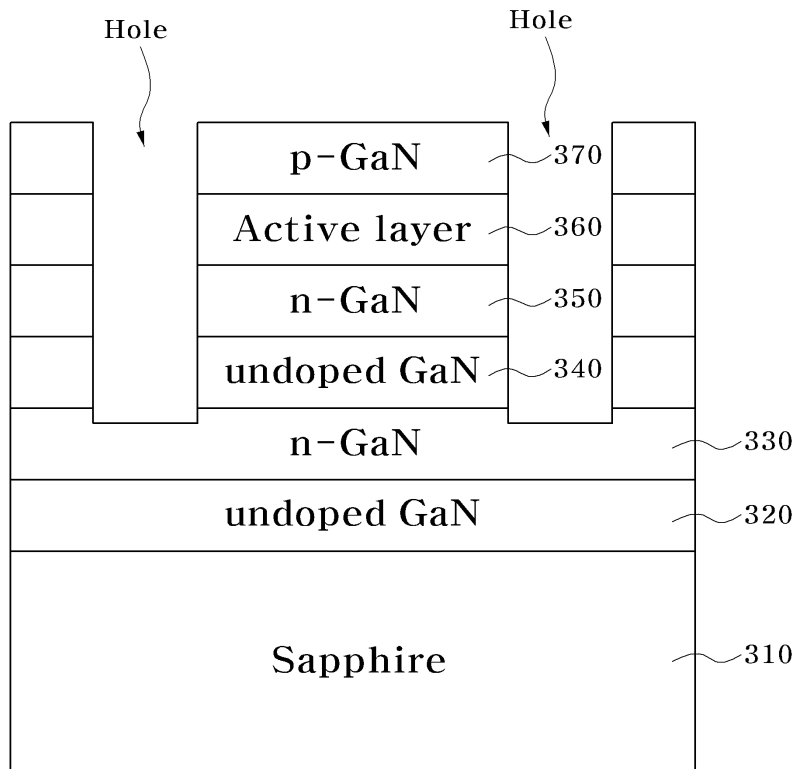 Hole
Hole
p-GaN
370
Active layer
360
n-GaN
350
undoped GaN
340
n-GaN
330
undoped GaN
320
Sapphire
310